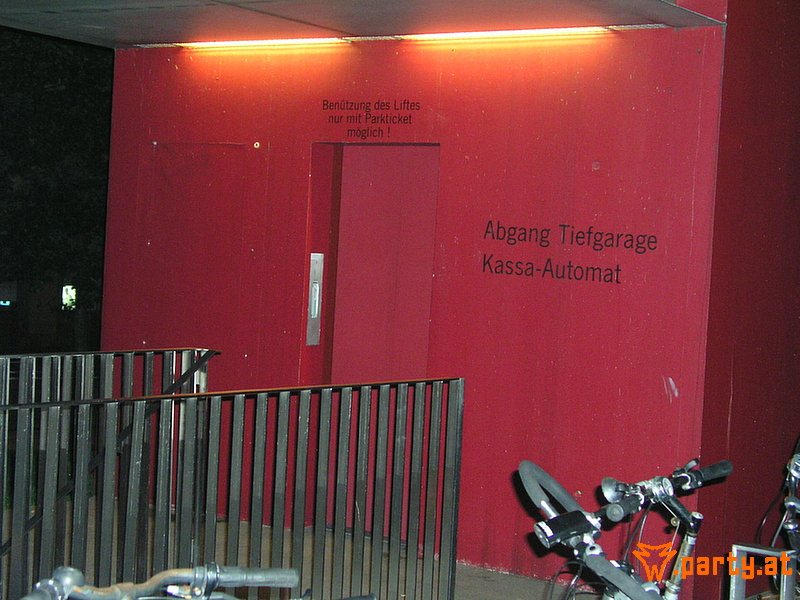 Benützung des Liftes
nur mit Parkticket
möglich !
Abgang Tiefgarage
Kassa-Automat
.party.at